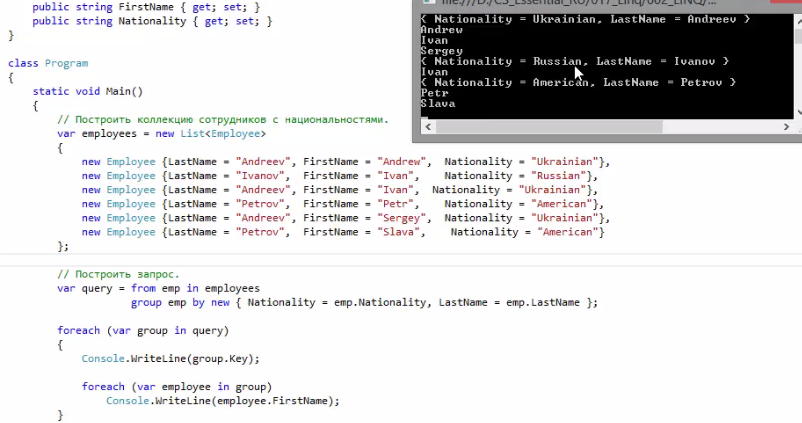 public string FirstName { get; set; }
public string Nationality { get; set; }
}
class Program
{
static void Main()
{
// Построить коллекцию сотрудников с национальностями.
var employees = new List<Employee>
{
new Employee {LastName = "Andreev", FirstName = "Andrew", Nationality = "Ukrainian"},
new Employee {LastName = "Ivanov", FirstName = "Ivan", Nationality = "Russian"},
new Employee {LastName = "Andreev", FirstName = "Ivan", Nationality = "Ukrainian"},
new Employee {LastName = "Petrov", FirstName = "Petr", Nationality = "American"},
new Employee {LastName = "Andreev", FirstName = "Sergey", Nationality = "Ukrainian"},
new Employee {LastName = "Petrov", FirstName = "Slava", Nationality = "American"}
};
// Построить запрос.
var query = from emp in employees
group emp by new { Nationality = emp.Nationality, LastName = emp.LastName };
foreach (var group in query)
{
Console.WriteLine(group.Key);
foreach (var employee in group)
Console.WriteLine(employee.FirstName);
}
file:///D:/CS_Essential_RU/017_Linq/002_LINQ/...
{ Nationality = Ukrainian, LastName = Andreev }
Andrew
Ivan
Sergey
{ Nationality = Russian, LastName = Ivanov }
Ivan
{ Nationality = American, LastName = Petrov }
Petr
Slava